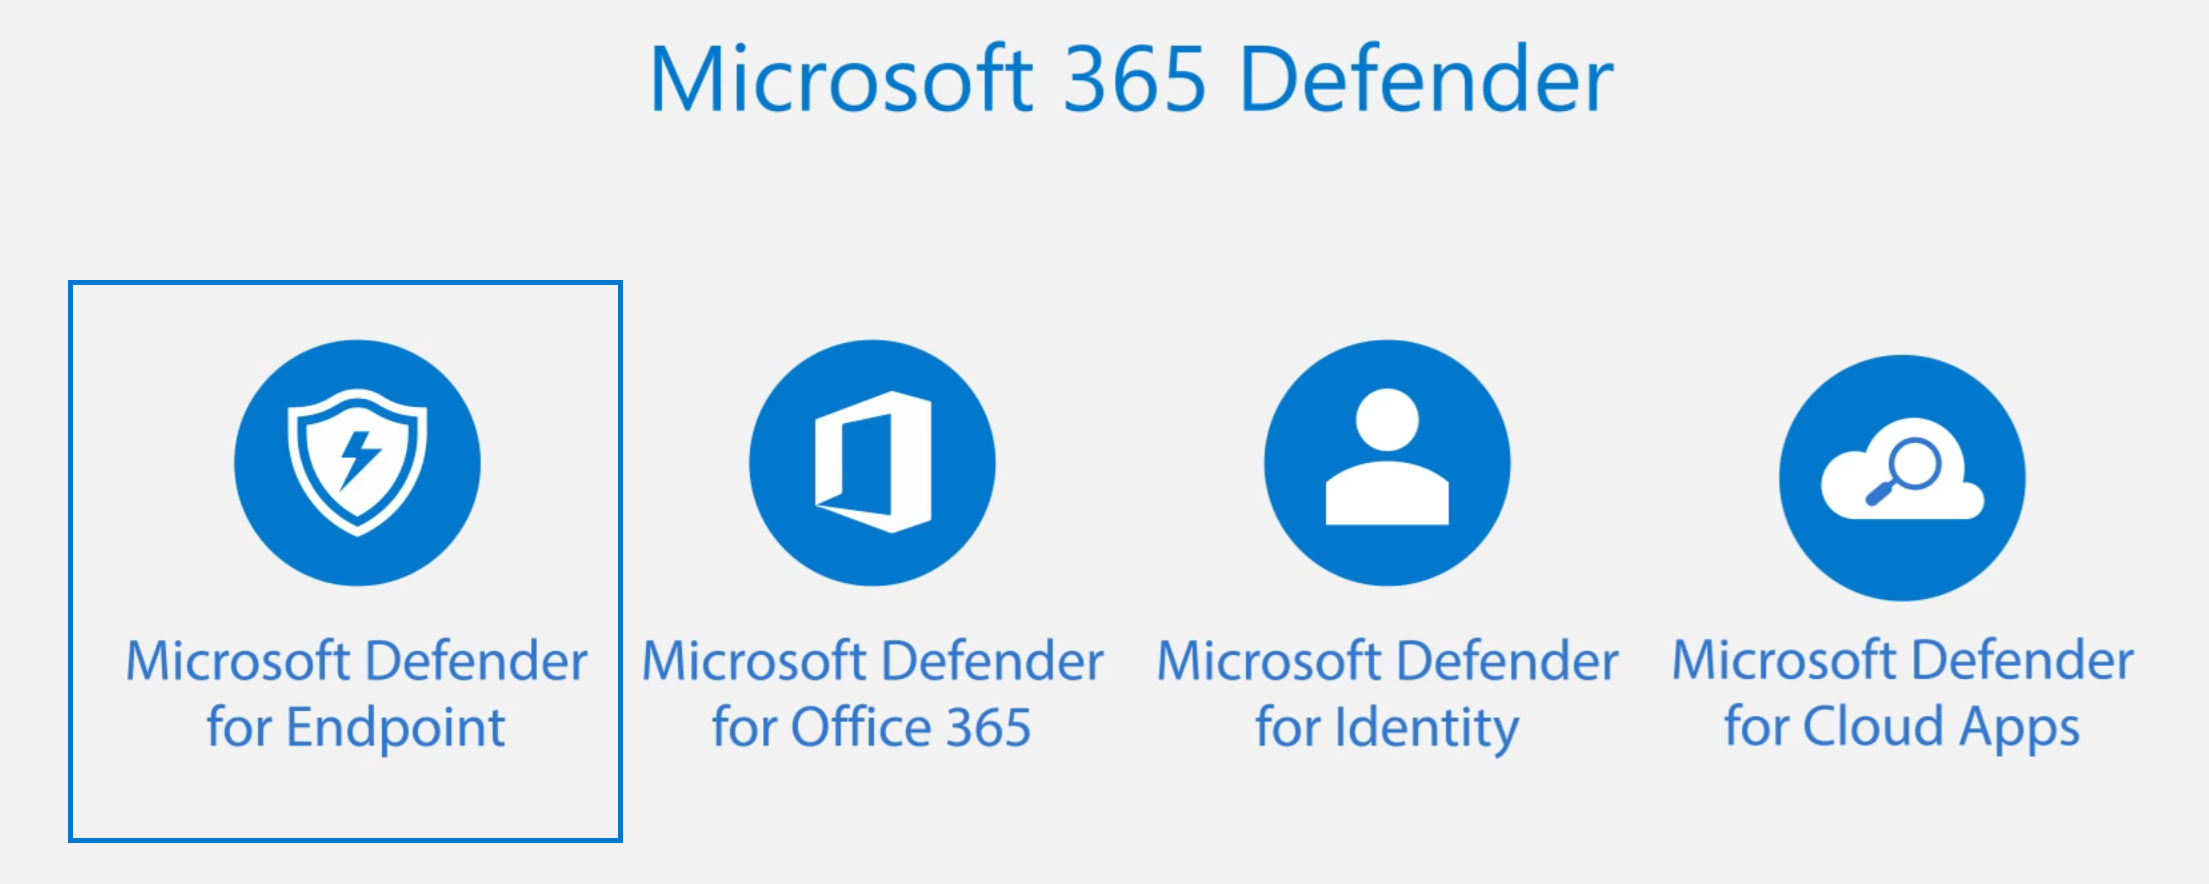 Microsoft 365 Defender
Microsoft Defender
for Endpoint
Microsoft Defender
for Office 365
Microsoft Defender
for Identity
Microsoft Defender
for Cloud Apps